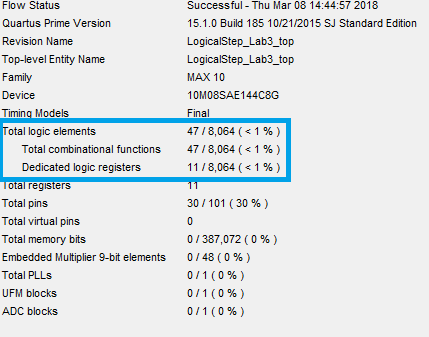 Flow Status Successful - Thu Mar 08 14:44:57 2018
Quartus Prime Version 15.1.0 Build 185 10/21/2015 SJ Standard Edition
Revision Name LogicalStep_Lab3_top
Top-level Entity Name LogicalStep_Lab3_top
Family MAX 10
Device 10M08SAE144C8G
Timing Models Final
Total logic elements 47 / 8,064 ( < 1 % )
Total combinational functions 47 / 8,064 ( < 1 % )
Dedicated logic registers 11 / 8,064 ( < 1 % )
Total registers 11
Total pins 30 / 101 ( 30 % )
Total virtual pins 0
Total memory bits 0 / 387,072 ( 0 % )
Embedded Multiplier 9-bit elements 0 / 48 ( 0 % )
Total PLLs 0 / 1 ( 0 % )
UFM blocks 0 / 1 ( 0 % )
ADC blocks 0 / 1 ( 0 % )